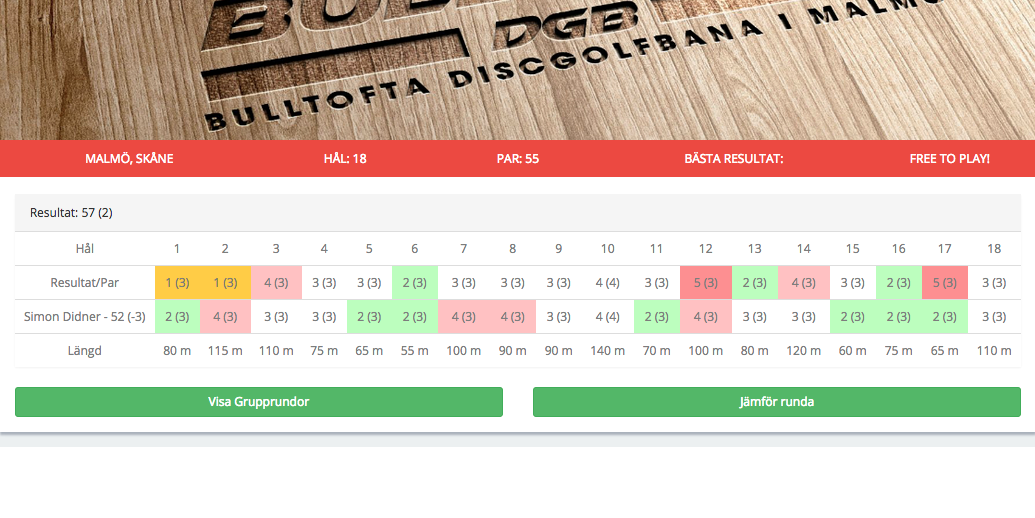 DGB
BULLTOFTA DISCGOLFBANA I MALMÖ
MALMÖ, SKÅNE HÅL: 18 PAR: 55 BÄSTA RESULTAT: FREE TO PLAY!
Resultat: 57 (2)
Hål 1 2 3 4 5 6 7 8 9 10 11 12 13 14 15 16 17 18
Resultat/Par 1 (3) 1 (3) 4 (3) 3 (3) 3 (3) 2 (3) 3 (3) 3 (3) 3 (3) 4 (4) 3 (3) 5 (3) 2 (3) 4 (3) 3 (3) 2 (3) 5 (3) 3 (3)
Simon Didner - 52 (-3) 2 (3) 4 (3) 3 (3) 3 (3) 2 (3) 2 (3) 4 (3) 4 (3) 3 (3) 4 (4) 2 (3) 4 (3) 3 (3) 3 (3) 2 (3) 2 (3) 2 (3) 3 (3)
Längd 80 m 115 m 110 m 75 m 65 m 55 m 100 m 90 m 90 m 140 m 70 m 100 m 80 m 120 m 60 m 75 m 65 m 110 m
Visa Grupprundor Jämför runda